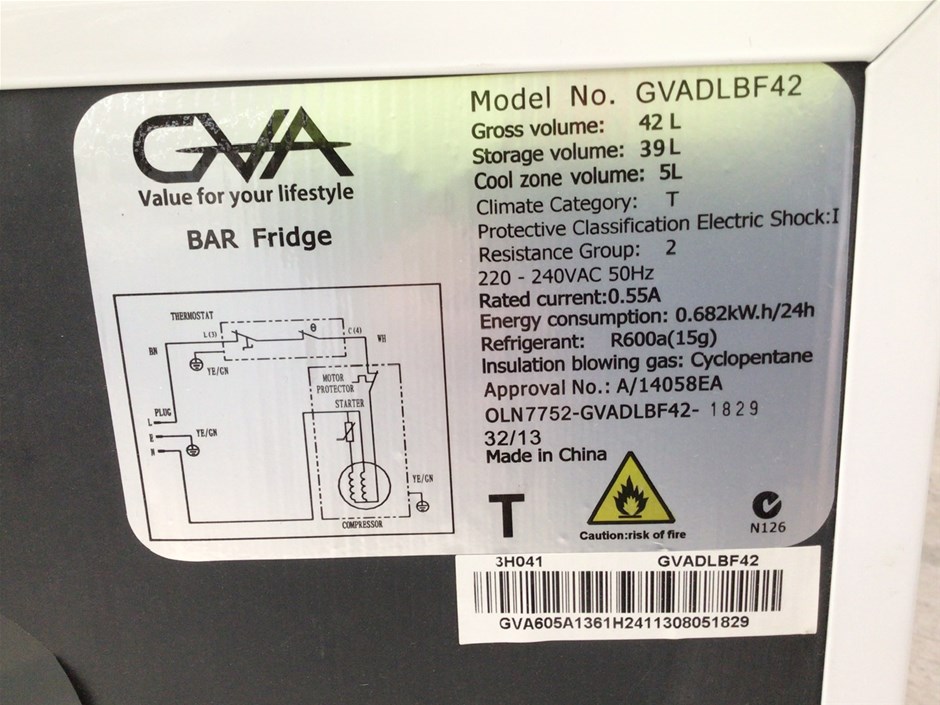 GVA
Value for your lifestyle
BAR Fridge
THERMOSTAT
L(3)
θ
C(4)
BN
WH
YE/GN
MOTOR
PROTECTOR
STARTER
PLUG
L
E
N
YE/GN
YE/GN
COMPRESSOR
Model No. GVADLBF42
Gross volume: 42 L
Storage volume: 39 L
Cool zone volume: 5L
Climate Category: T
Protective Classification Electric Shock:I
Resistance Group: 2
220 - 240VAC 50Hz
Rated current:0.55A
Energy consumption: 0.682kW.h/24h
Refrigerant: R600a(15g)
Insulation blowing gas: Cyclopentane
Approval No.: A/14058EA
OLN7752-GVADLBF42- 1829
32/13
Made in China
T
Caution:risk of fire
N126
3H041 GVADLBF42
GVA605A1361H2411308051829